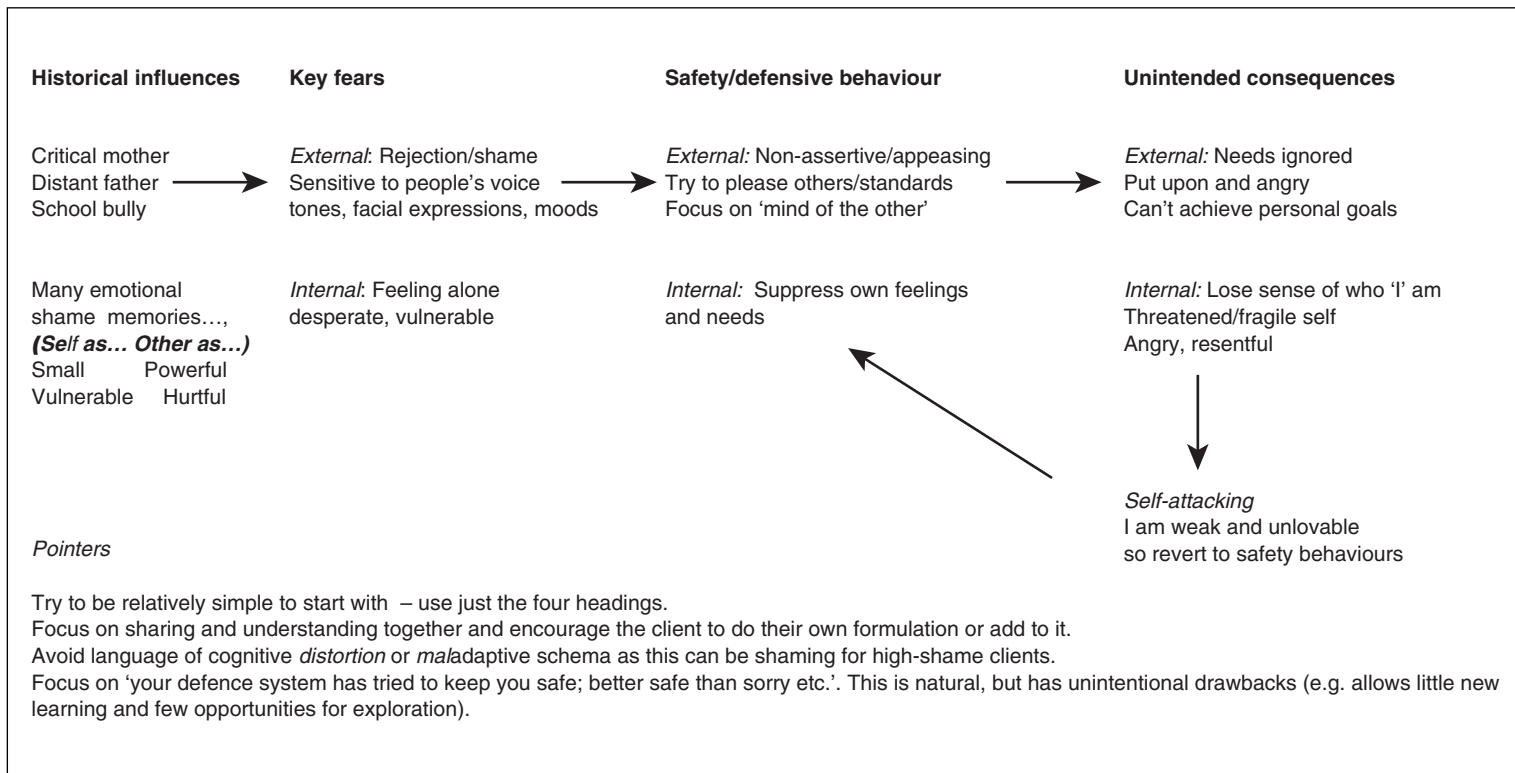 Historical influences
Key fears
Safety/defensive behaviour
Unintended consequences
Critical mother
Distant father
School bully
External: Rejection/shame
Sensitive to people's voice
tones, facial expressions, moods
External: Non-assertive/appeasing
Try to please others/standards
Focus on ‘mind of the other’
External: Needs ignored
Put upon and angry
Can't achieve personal goals
Many emotional
shame memories…,
(Self as… Other as…)
Small Powerful
Vulnerable Hurtful
Internal: Feeling alone
desperate, vulnerable
Internal: Suppress own feelings
and needs
Internal: Lose sense of who ‘I’ am
Threatened/fragile self
Angry, resentful
Self-attacking
I am weak and unlovable
so revert to safety behaviours
Pointers
Try to be relatively simple to start with – use just the four headings.
Focus on sharing and understanding together and encourage the client to do their own formulation or add to it.
Avoid language of cognitive distortion or maladaptive schema as this can be shaming for high-shame clients.
Focus on ‘your defence system has tried to keep you safe; better safe than sorry etc.’. This is natural, but has unintentional drawbacks (e.g. allows little new
learning and few opportunities for exploration).